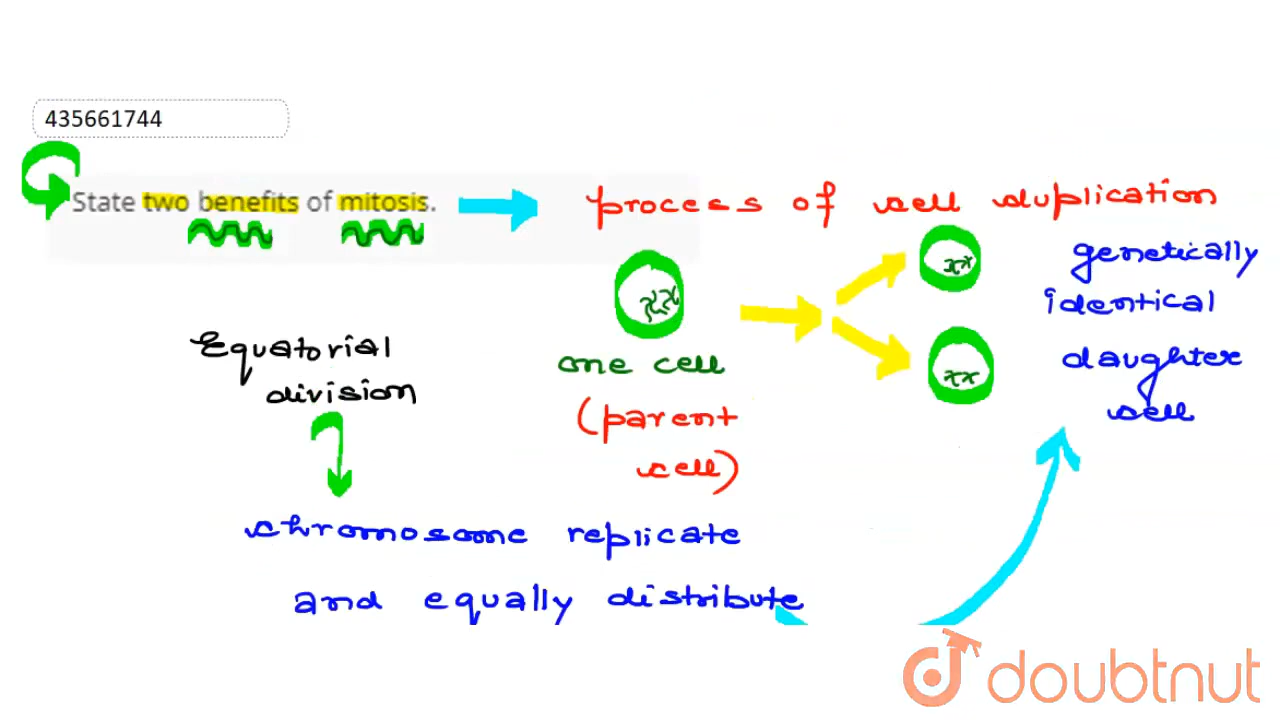 435661744
State two benefits of mitosis.
process of cell duplication
genetically
identical
daughter
cell
one cell
(parent
cell)
Equatorial
division
chromosome replicate
and equally distribute
doubtnut